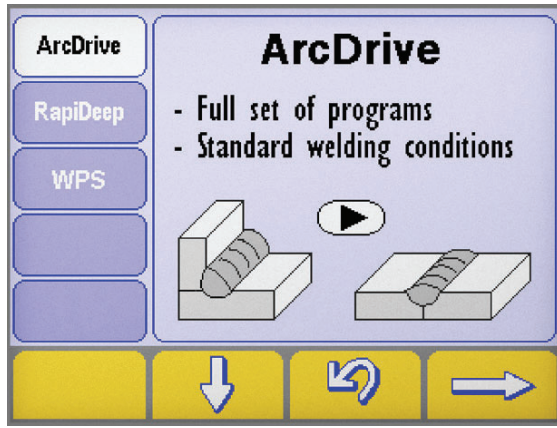 ArcDrive
RapiDeep
WPS
ArcDrive
- Full set of programs
- Standard welding conditions